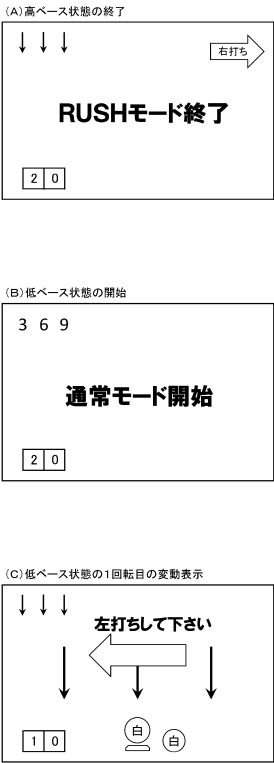 (A)高ベース状態の終了
右打ち
RUSHモード終了
2 0
(B)低ベース状態の開始
3 6 9
通常モード開始
2 0
(C)低ベース状態の1回転目の変動表示
左打ちして下さい
1 0
白
白